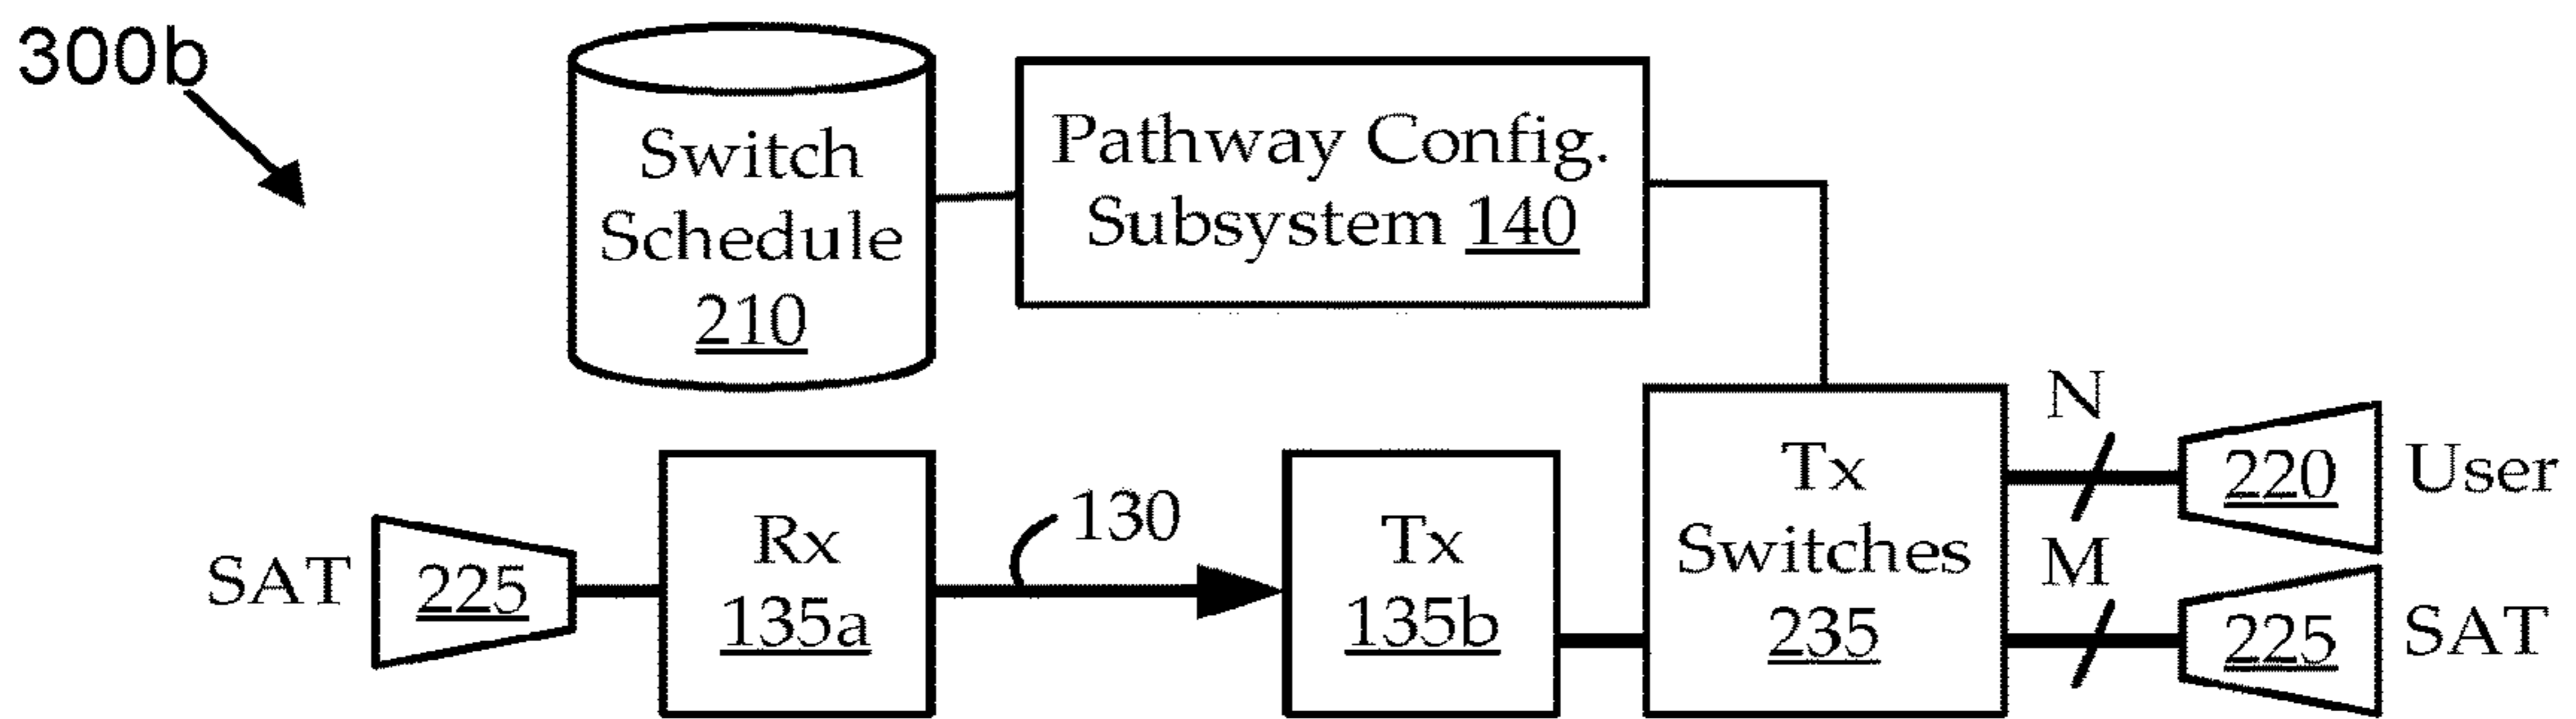 300b
Switch
Schedule
210
Pathway Config.
Subsystem 140
SAT
225
Rx
135a
130
Tx
135b
Tx
Switches
235
N
220
User
M
225
SAT